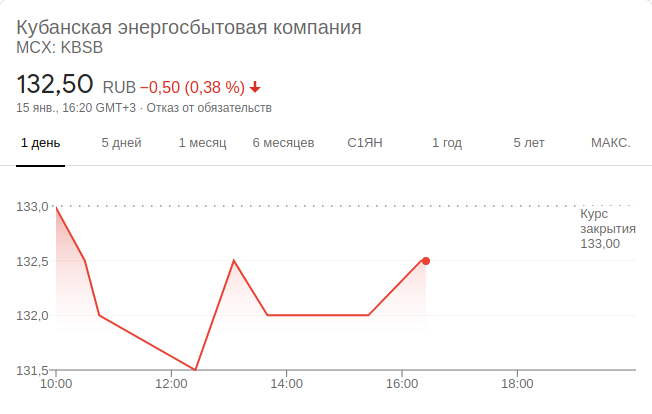 Кубанская энергосбытовая компания
MCX: KBSB
132,50 RUB −0,50 (0,38 %)
15 янв., 16:20 GMT+3 · Отказ от обязательств
1 день 5 дней 1 месяц 6 месяцев С1ЯН 1 год 5 лет МАКС.
133,0
Курс
закрытия
133,00
132,5
132,0
131,5
10:00 12:00 14:00 16:00 18:00